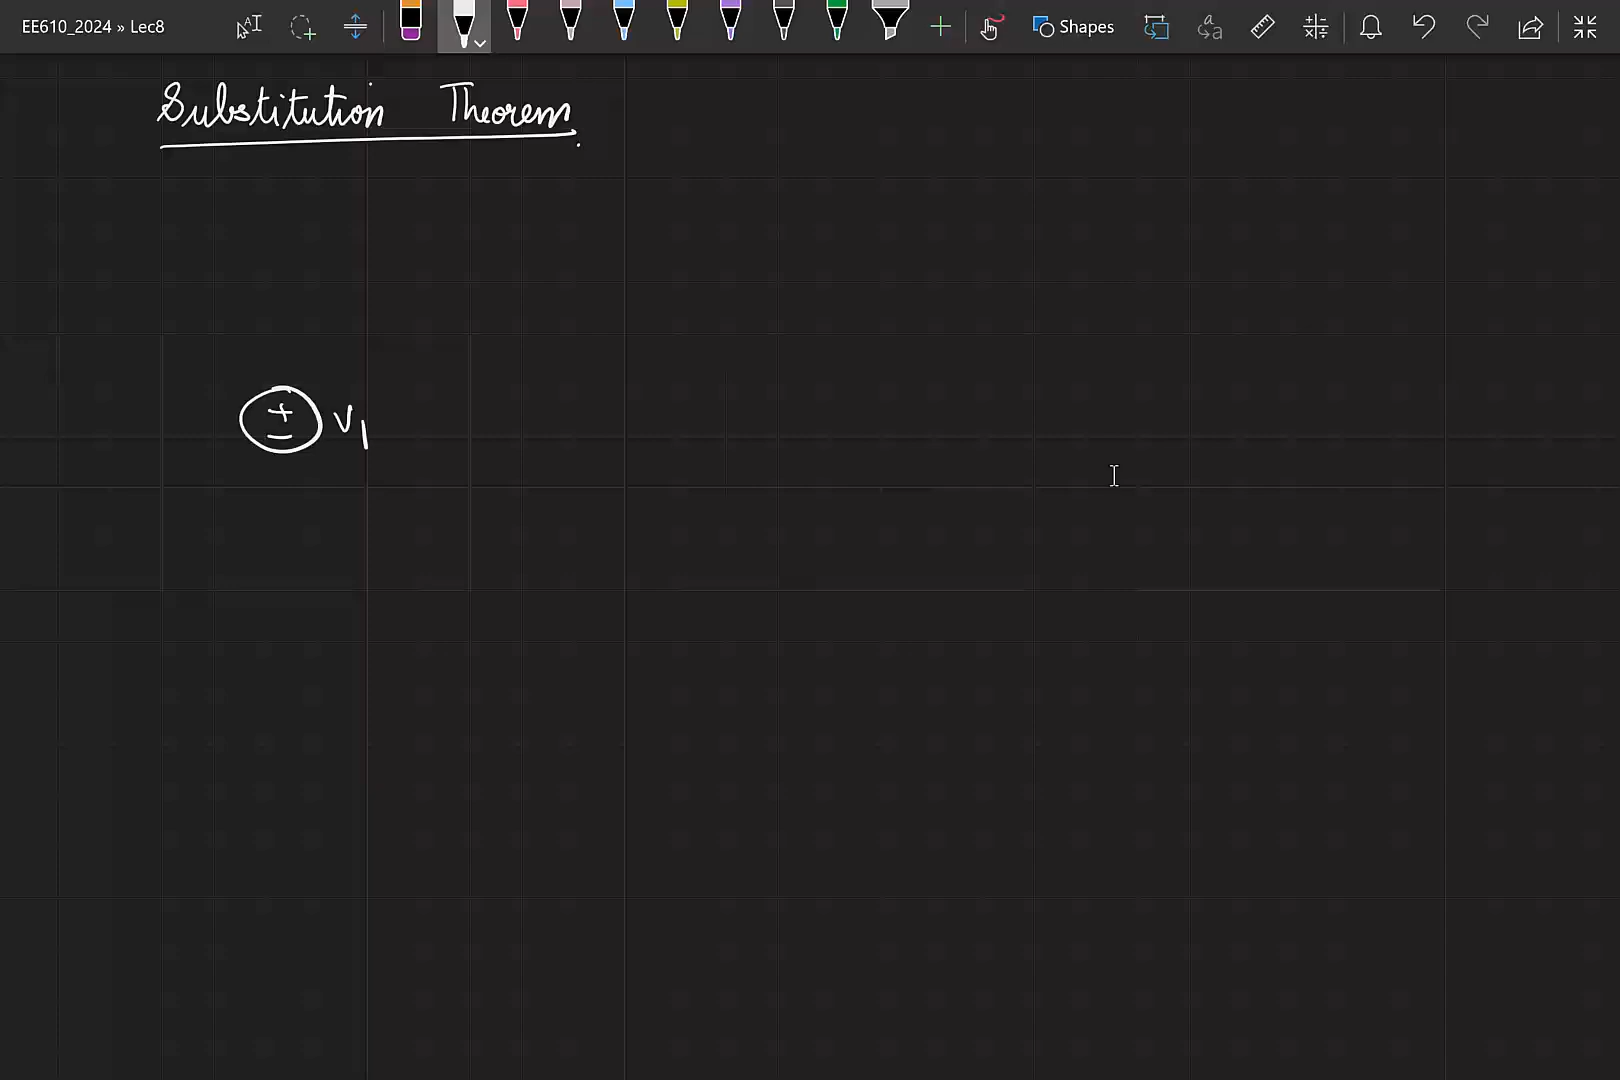 EE610_2024 » Lec8
Shapes
Substitution Theorem.
+
−
V1